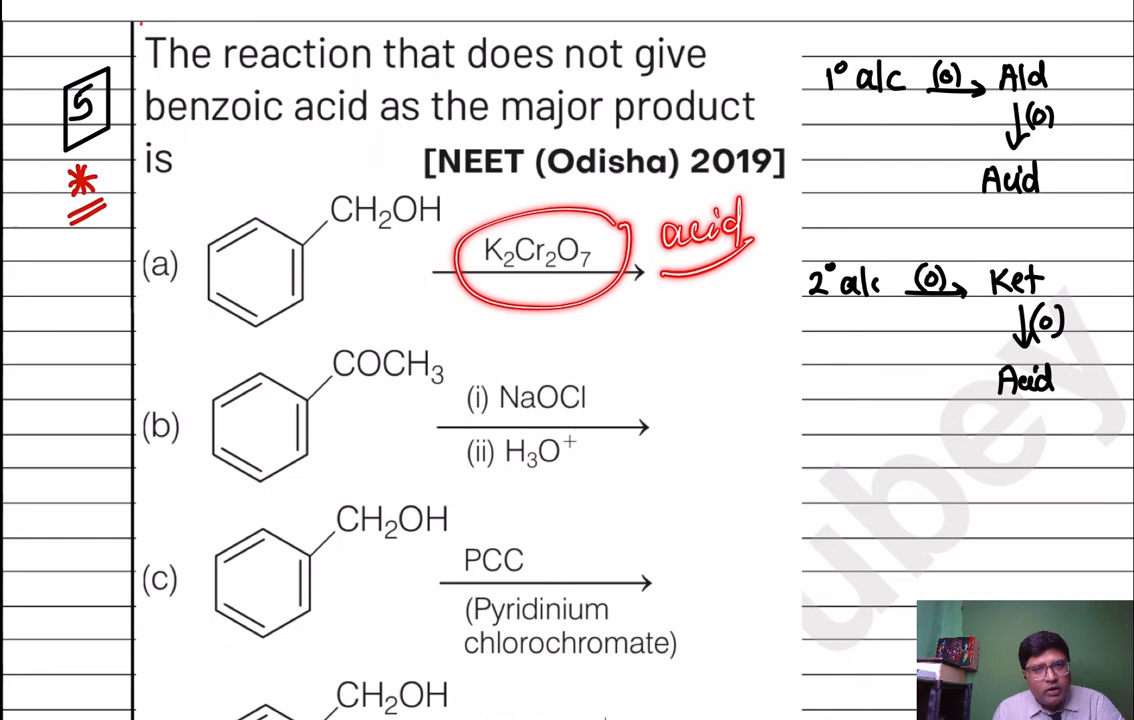 5
The reaction that does not give
benzoic acid as the major product
is [NEET (Odisha) 2019]
(a) CH₂OH K₂Cr₂O₇ acid
(b) COCH₃ (i) NaOCl
(ii) H₃O⁺
(c) CH₂OH PCC
(Pyridinium
chlorochromate)
CH₂OH
1° alc (O) Ald
(O)
Acid
2° alc (O) Ket
(O)
Acid
ubey